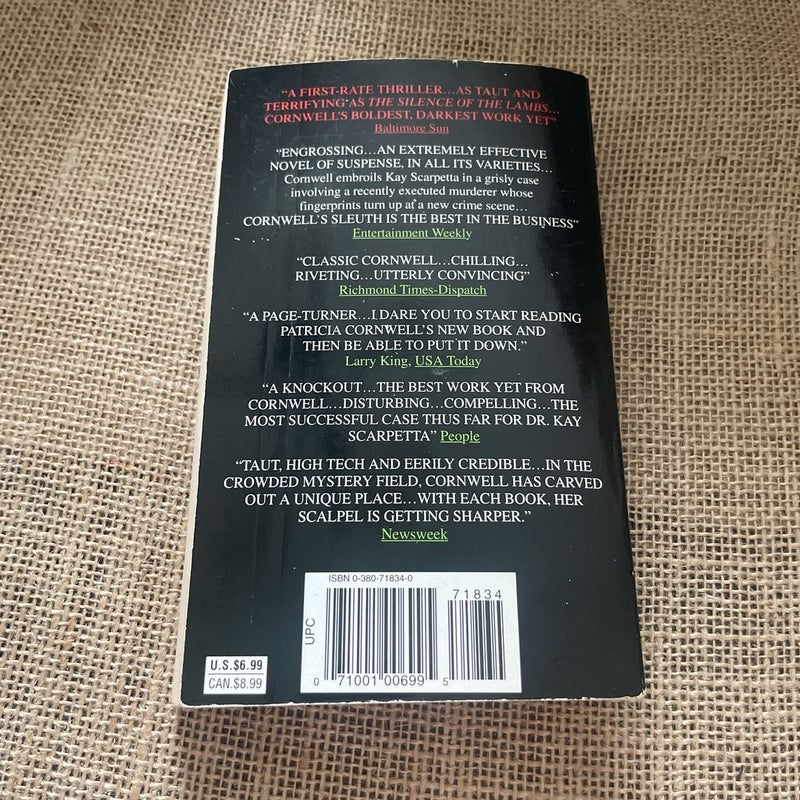 “A FIRST-RATE THRILLER…AS TAUT AND
TERRIFYING AS THE SILENCE OF THE LAMBS…
CORNWELL’S BOLDEST, DARKEST WORK YET”
Baltimore Sun
“ENGROSSING…AN EXTREMELY EFFECTIVE
NOVEL OF SUSPENSE, IN ALL ITS VARIETIES…
Cornwell embroils Kay Scarpetta in a grisly case
involving a recently executed murderer whose
fingerprints turn up at a new crime scene…
CORNWELL’S SLEUTH IS THE BEST IN THE BUSINESS”
Entertainment Weekly
“CLASSIC CORNWELL…CHILLING…
RIVETING…UTTERLY CONVINCING”
Richmond Times-Dispatch
“A PAGE-TURNER…I DARE YOU TO START READING
PATRICIA CORNWELL’S NEW BOOK AND
THEN BE ABLE TO PUT IT DOWN.”
Larry King, USA Today
“A KNOCKOUT…THE BEST WORK YET FROM
CORNWELL…DISTURBING…COMPELLING…THE
MOST SUCCESSFUL CASE THUS FAR FOR DR. KAY
SCARPETTA” People
“TAUT, HIGH TECH AND EERILY CREDIBLE…IN THE
CROWDED MYSTERY FIELD, CORNWELL HAS CARVED
OUT A UNIQUE PLACE…WITH EACH BOOK, HER
SCALPEL IS GETTING SHARPER.”
Newsweek
ISBN 0-380-71834-0
71834
UPC
0 71001 00699 5
U.S.$6.99
CAN.$8.99